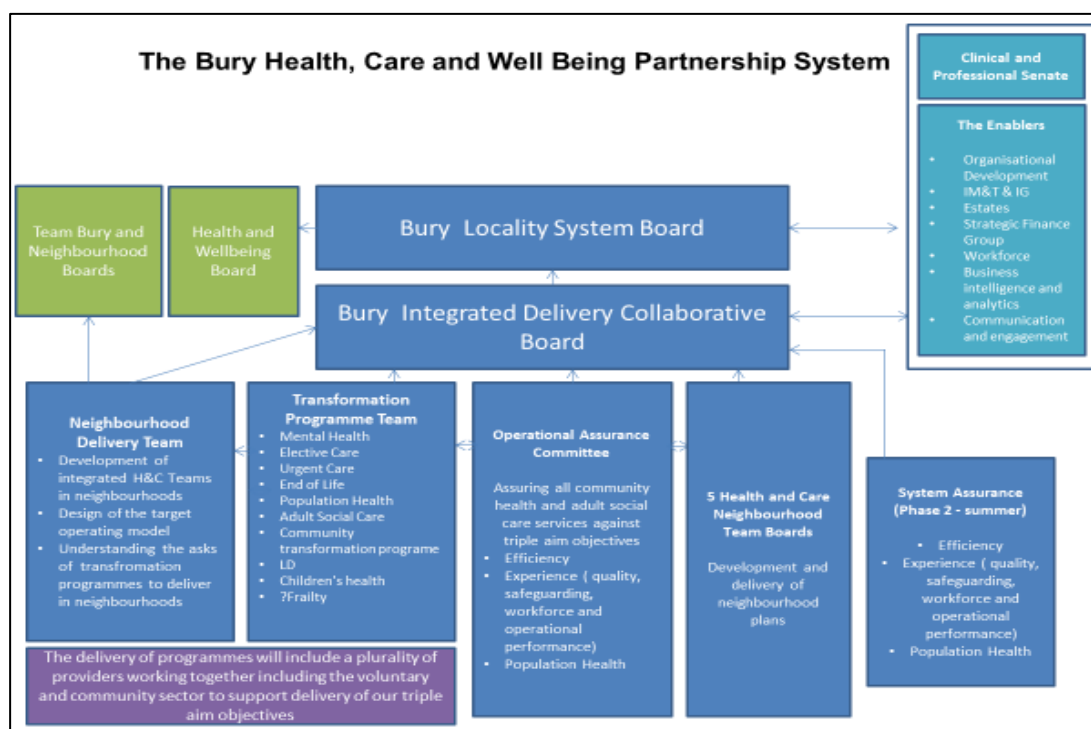 The Bury Health, Care and Well Being Partnership System
Clinical and
Professional Senate
The Enablers
• Organisational
Development
• IM&T & IG
• Estates
• Strategic Finance
Group
• Workforce
• Business
intelligence and
analytics
• Communication
and engagement
Team Bury and
Neighbourhood
Boards
Health and
Wellbeing
Board
Bury Locality System Board
Bury Integrated Delivery Collaborative
Board
Neighbourhood
Delivery Team
• Development of
integrated H&C Teams
in neighbourhoods
• Design of the target
operating model
• Understanding the asks
of transfromation
programmes to deliver
in neighbourhoods
Transformation
Programme Team
• Mental Health
• Elective Care
• Urgent Care
• End of Life
• Population Health
• Adult Social Care
• Community
transformation programe
• LD
• Children's health
• ?Frailty
Operational Assurance
Committee
Assuring all community
health and adult social
care services against
triple aim objectives
• Efficiency
• Experience ( quality,
safeguarding,
workforce and
operational
performance)
• Population Health
5 Health and Care
Neighbourhood
Team Boards
Development and
delivery of
neighbourhood
plans
System Assurance
(Phase 2 - summer)
• Efficiency
• Experience ( quality,
safeguarding,
workforce and
operational
performance)
• Population Health
The delivery of programmes will include a plurality of
providers working together including the voluntary
and community sector to support delivery of our triple
aim objectives